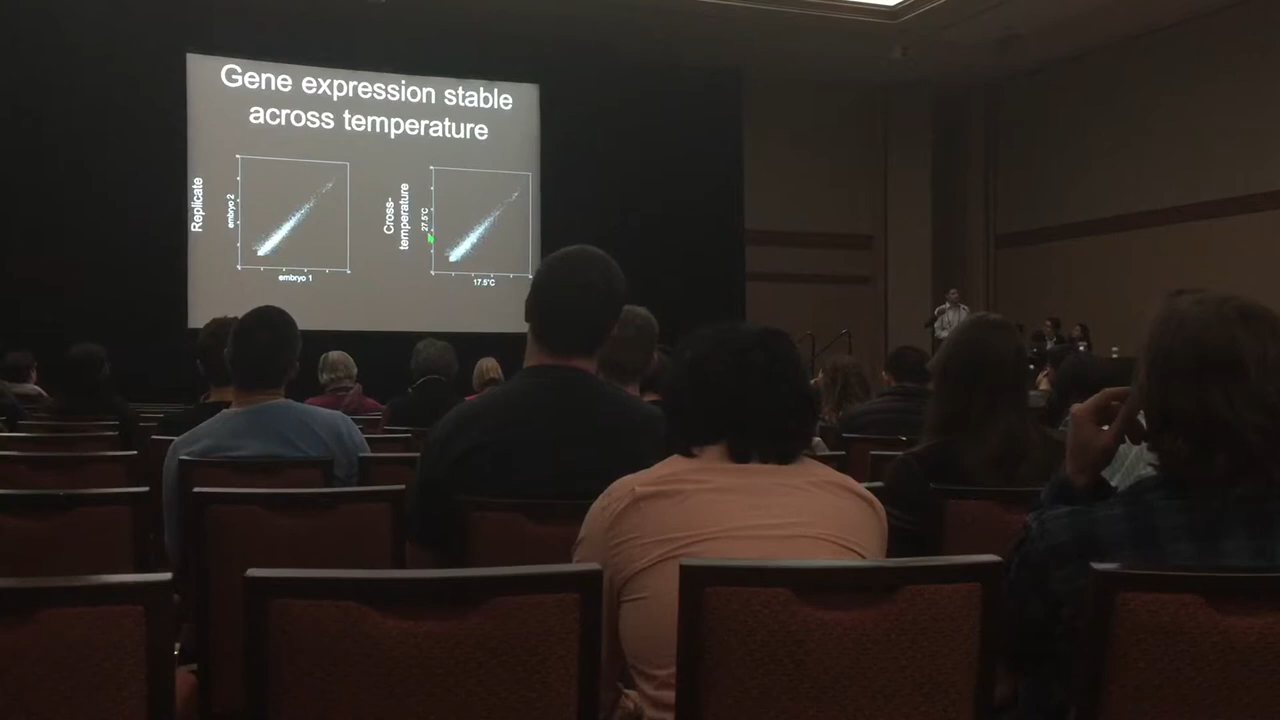 Gene expression stable
across temperature
Replicate
embryo 2
embryo 1
Cross-
temperature
27.5°C
17.5°C